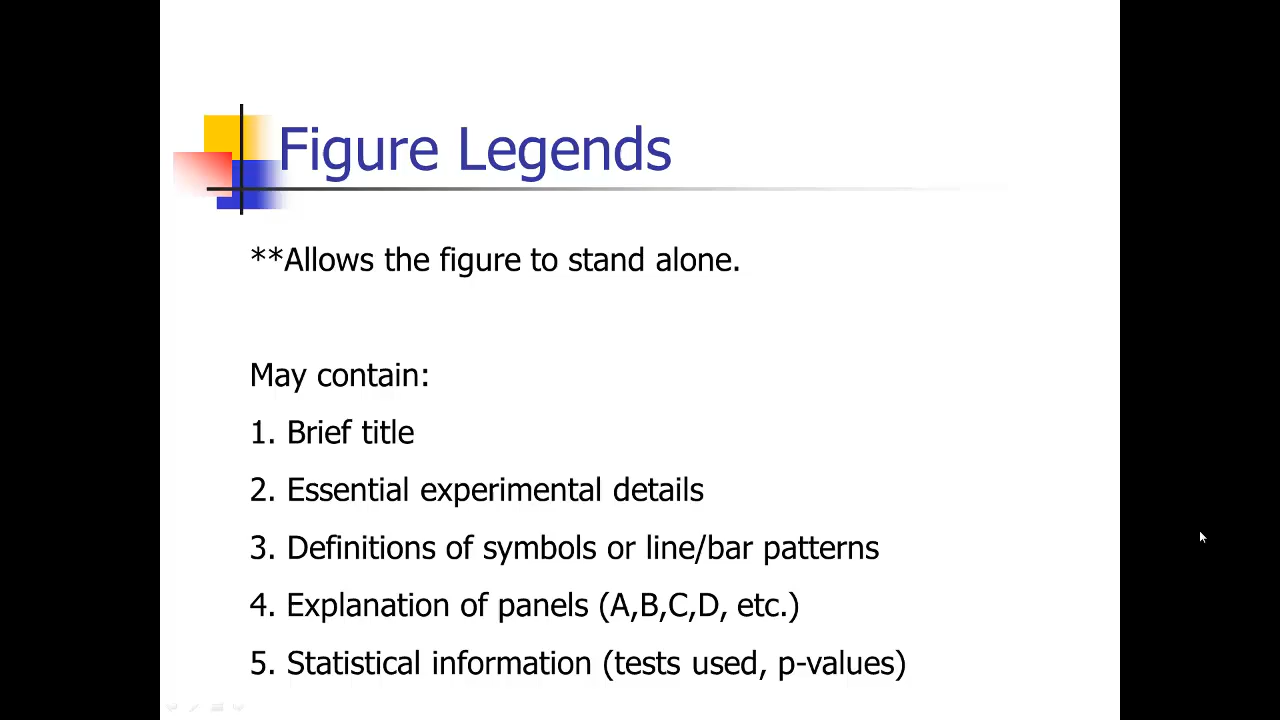 Figure Legends
**Allows the figure to stand alone.
May contain:
1. Brief title
2. Essential experimental details
3. Definitions of symbols or line/bar patterns
4. Explanation of panels (A,B,C,D, etc.)
5. Statistical information (tests used, p-values)